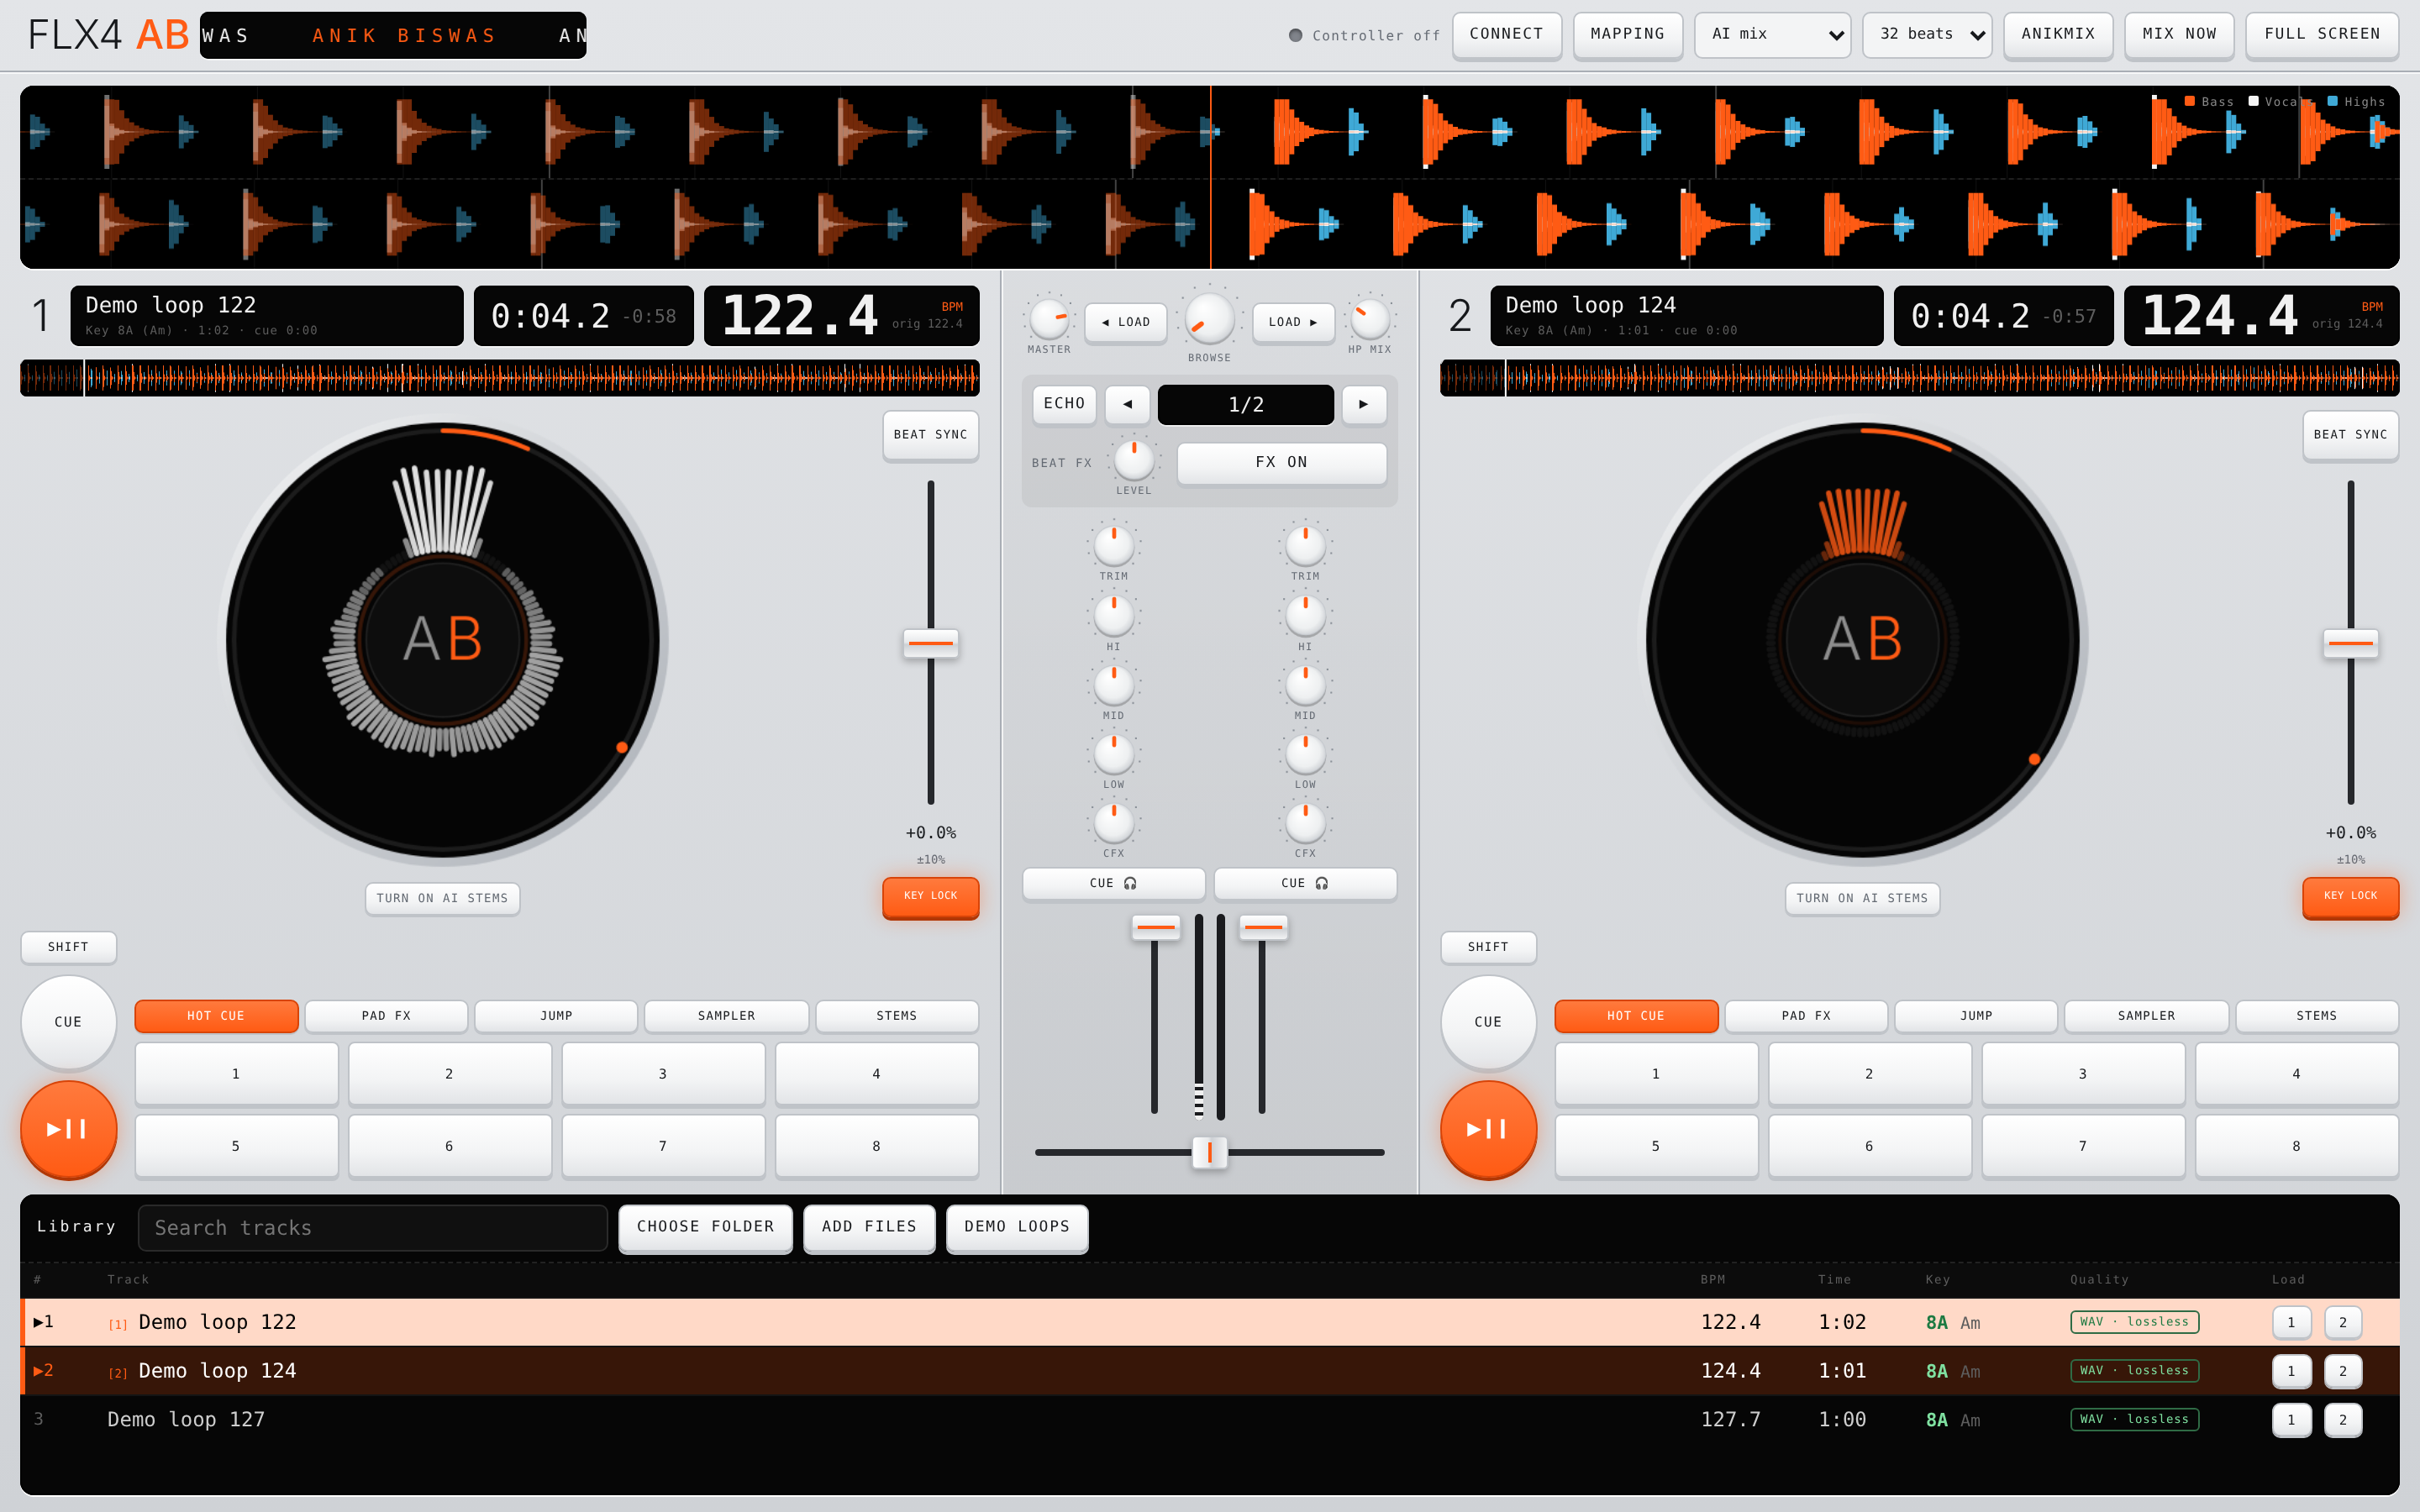 FLX4 AB
WAS ANIK BISWAS AN
Controller off
CONNECT
MAPPING
AI mix
32 beats
ANIKMIX
MIX NOW
FULL SCREEN
Bass
Highs
1
Demo loop 122
Key 8A (Am) · 1:02 · cue 0:00
0:04.2 -0:58
122.4
BPM
orig 122.4
MASTER
◀ LOAD
BROWSE
LOAD ▶
HP MIX
2
Demo loop 124
Key 8A (Am) · 1:01 · cue 0:00
0:04.2 -0:57
124.4
BPM
orig 124.4
BEAT SYNC
AB
+0.0%
±10%
KEY LOCK
TURN ON AI STEMS
ECHO
◀
1/2
▶
BEAT FX
LEVEL
FX ON
TRIM
TRIM
HI
HI
MID
MID
LOW
LOW
CFX
CFX
CUE 🎧
CUE 🎧
BEAT SYNC
AB
+0.0%
±10%
KEY LOCK
TURN ON AI STEMS
SHIFT
CUE
HOT CUE
PAD FX
JUMP
SAMPLER
STEMS
1
2
3
4
5
6
7
8
SHIFT
CUE
HOT CUE
PAD FX
JUMP
SAMPLER
STEMS
1
2
3
4
5
6
7
8
Library
Search tracks
CHOOSE FOLDER
ADD FILES
DEMO LOOPS
# Track BPM Time Key Quality Load
▶1 [1] Demo loop 122 122.4 1:02 8A Am WAV · lossless 1 2
▶2 [2] Demo loop 124 124.4 1:01 8A Am WAV · lossless 1 2
3 Demo loop 127 127.7 1:00 8A Am WAV · lossless 1 2